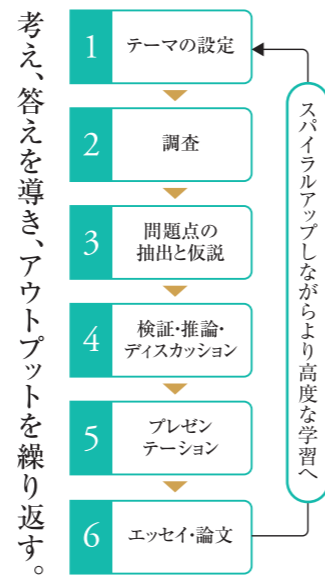 考え、答えを導き、アウトプットを繰り返す。
1
テーマの設定
2
調査
3
問題点の
抽出と仮説
4
検証・推論・
ディスカッション
5
プレゼン
テーション
6
エッセイ・論文
スパイラルアップしながらより高度な学習へ